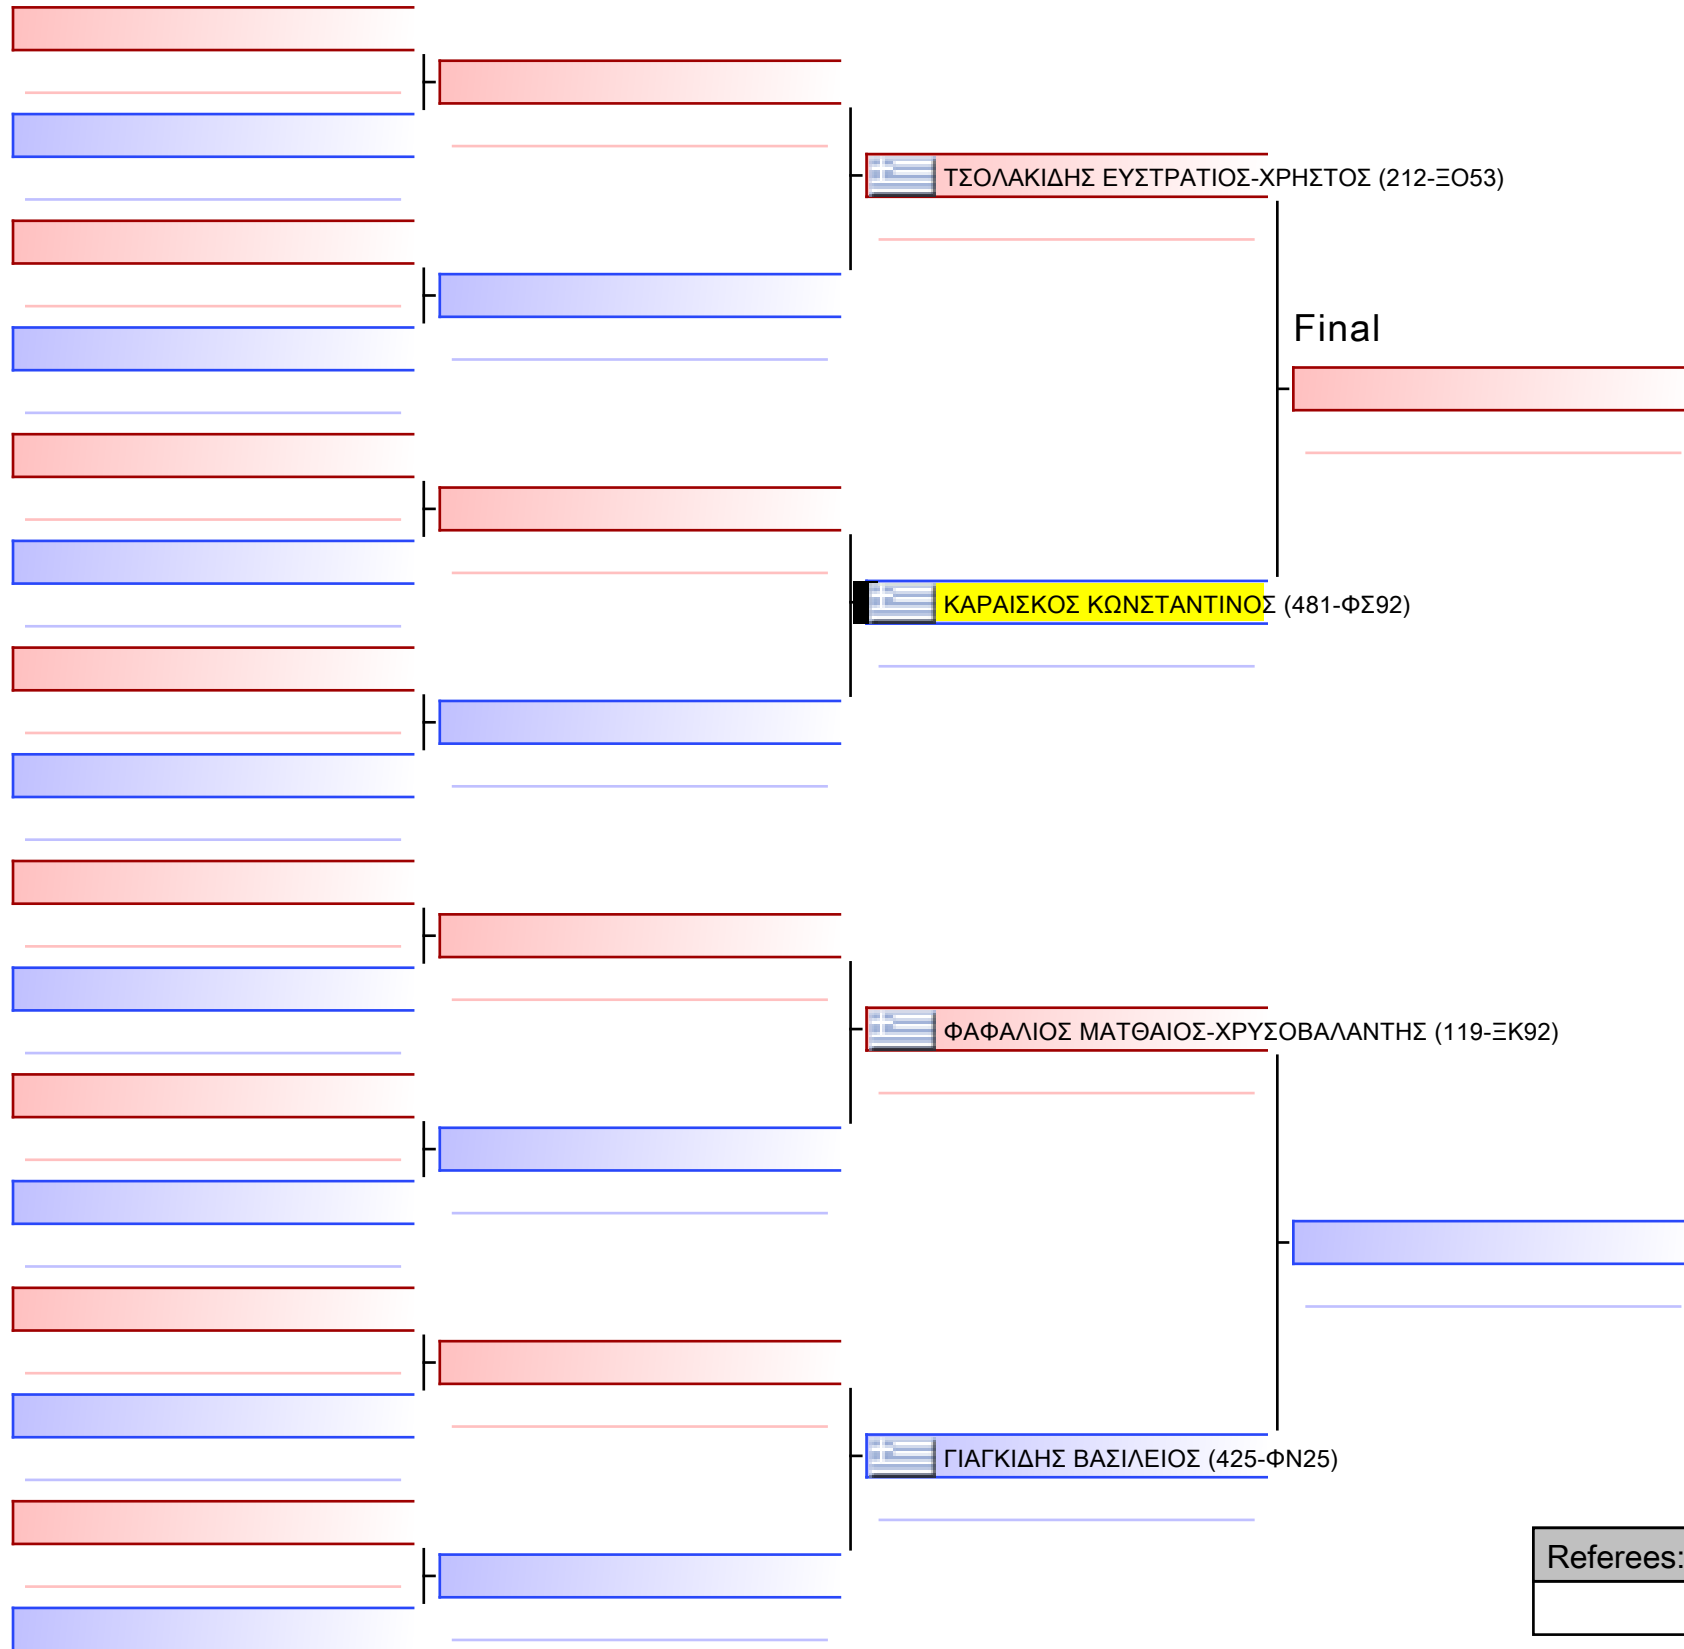 ΤΣΟΛΑΚΙΔΗΣ ΕΥΣΤΡΑΤΙΟΣ-ΧΡΗΣΤΟΣ (212-ΞΟ53)
Final
ΚΑΡΑΙΣΚΟΣ ΚΩΝΣΤΑΝΤΙΝΟΣ (481-ΦΣ92)
ΦΑΦΑΛΙΟΣ ΜΑΤΘΑΙΟΣ-ΧΡΥΣΟΒΑΛΑΝΤΗΣ (119-ΞΚ92)
ΓΙΑΓΚΙΔΗΣ ΒΑΣΙΛΕΙΟΣ (425-ΦΝ25)
Referees: